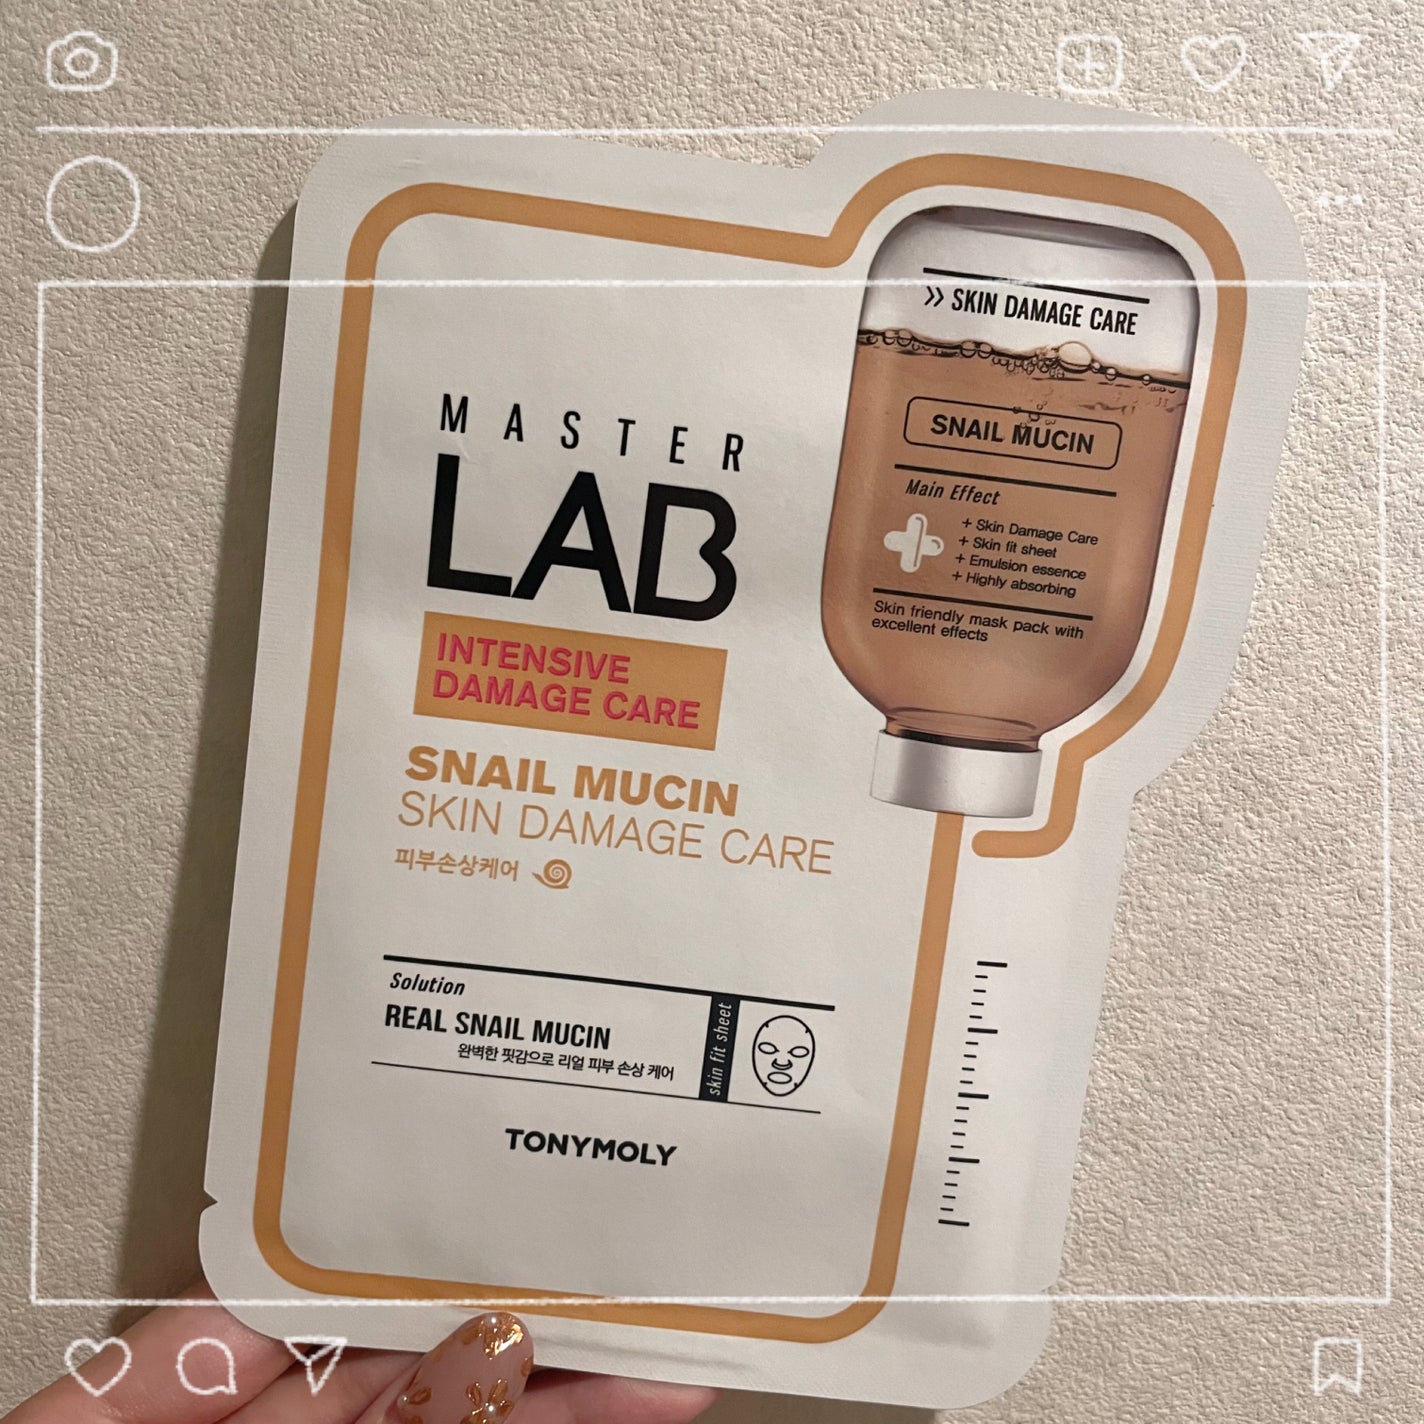 MASTER
LAB
INTENSIVE
DAMAGE CARE
SNAIL MUCIN
SKIN DAMAGE CARE
피부손상케어
Solution
REAL SNAIL MUCIN
완벽한 핏감으로 리얼 피부 손상 케어
skin fit sheet
TONYMOLY
>> SKIN DAMAGE CARE
SNAIL MUCIN
Main Effect
+ Skin Damage Care
+ Skin fit sheet
+ Emulsion essence
+ Highly absorbing
Skin friendly mask pack with
excellent effects